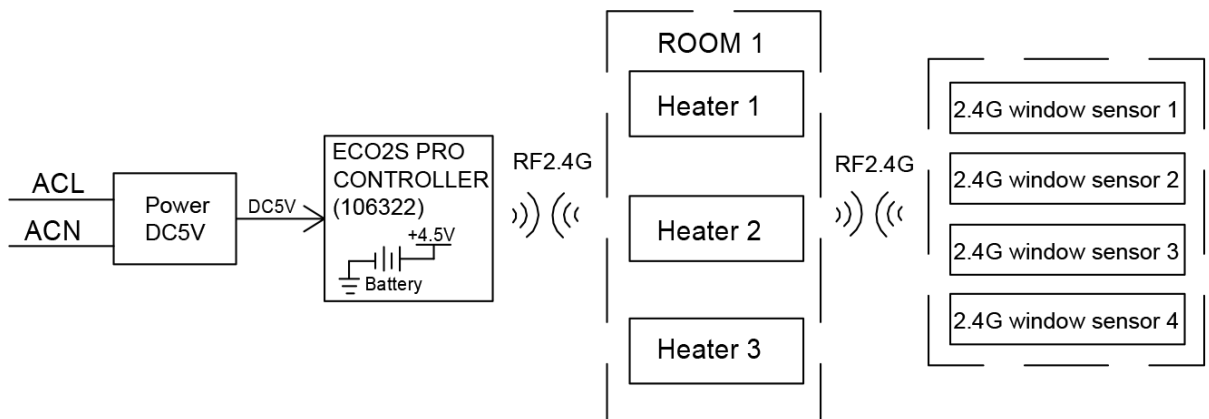 ACL
ACN
Power
DC5V
DC5V
ECO2S PRO
CONTROLLER
(106322)
+4.5V
Battery
RF2.4G
ROOM 1
Heater 1
Heater 2
Heater 3
RF2.4G
2.4G window sensor 1
2.4G window sensor 2
2.4G window sensor 3
2.4G window sensor 4